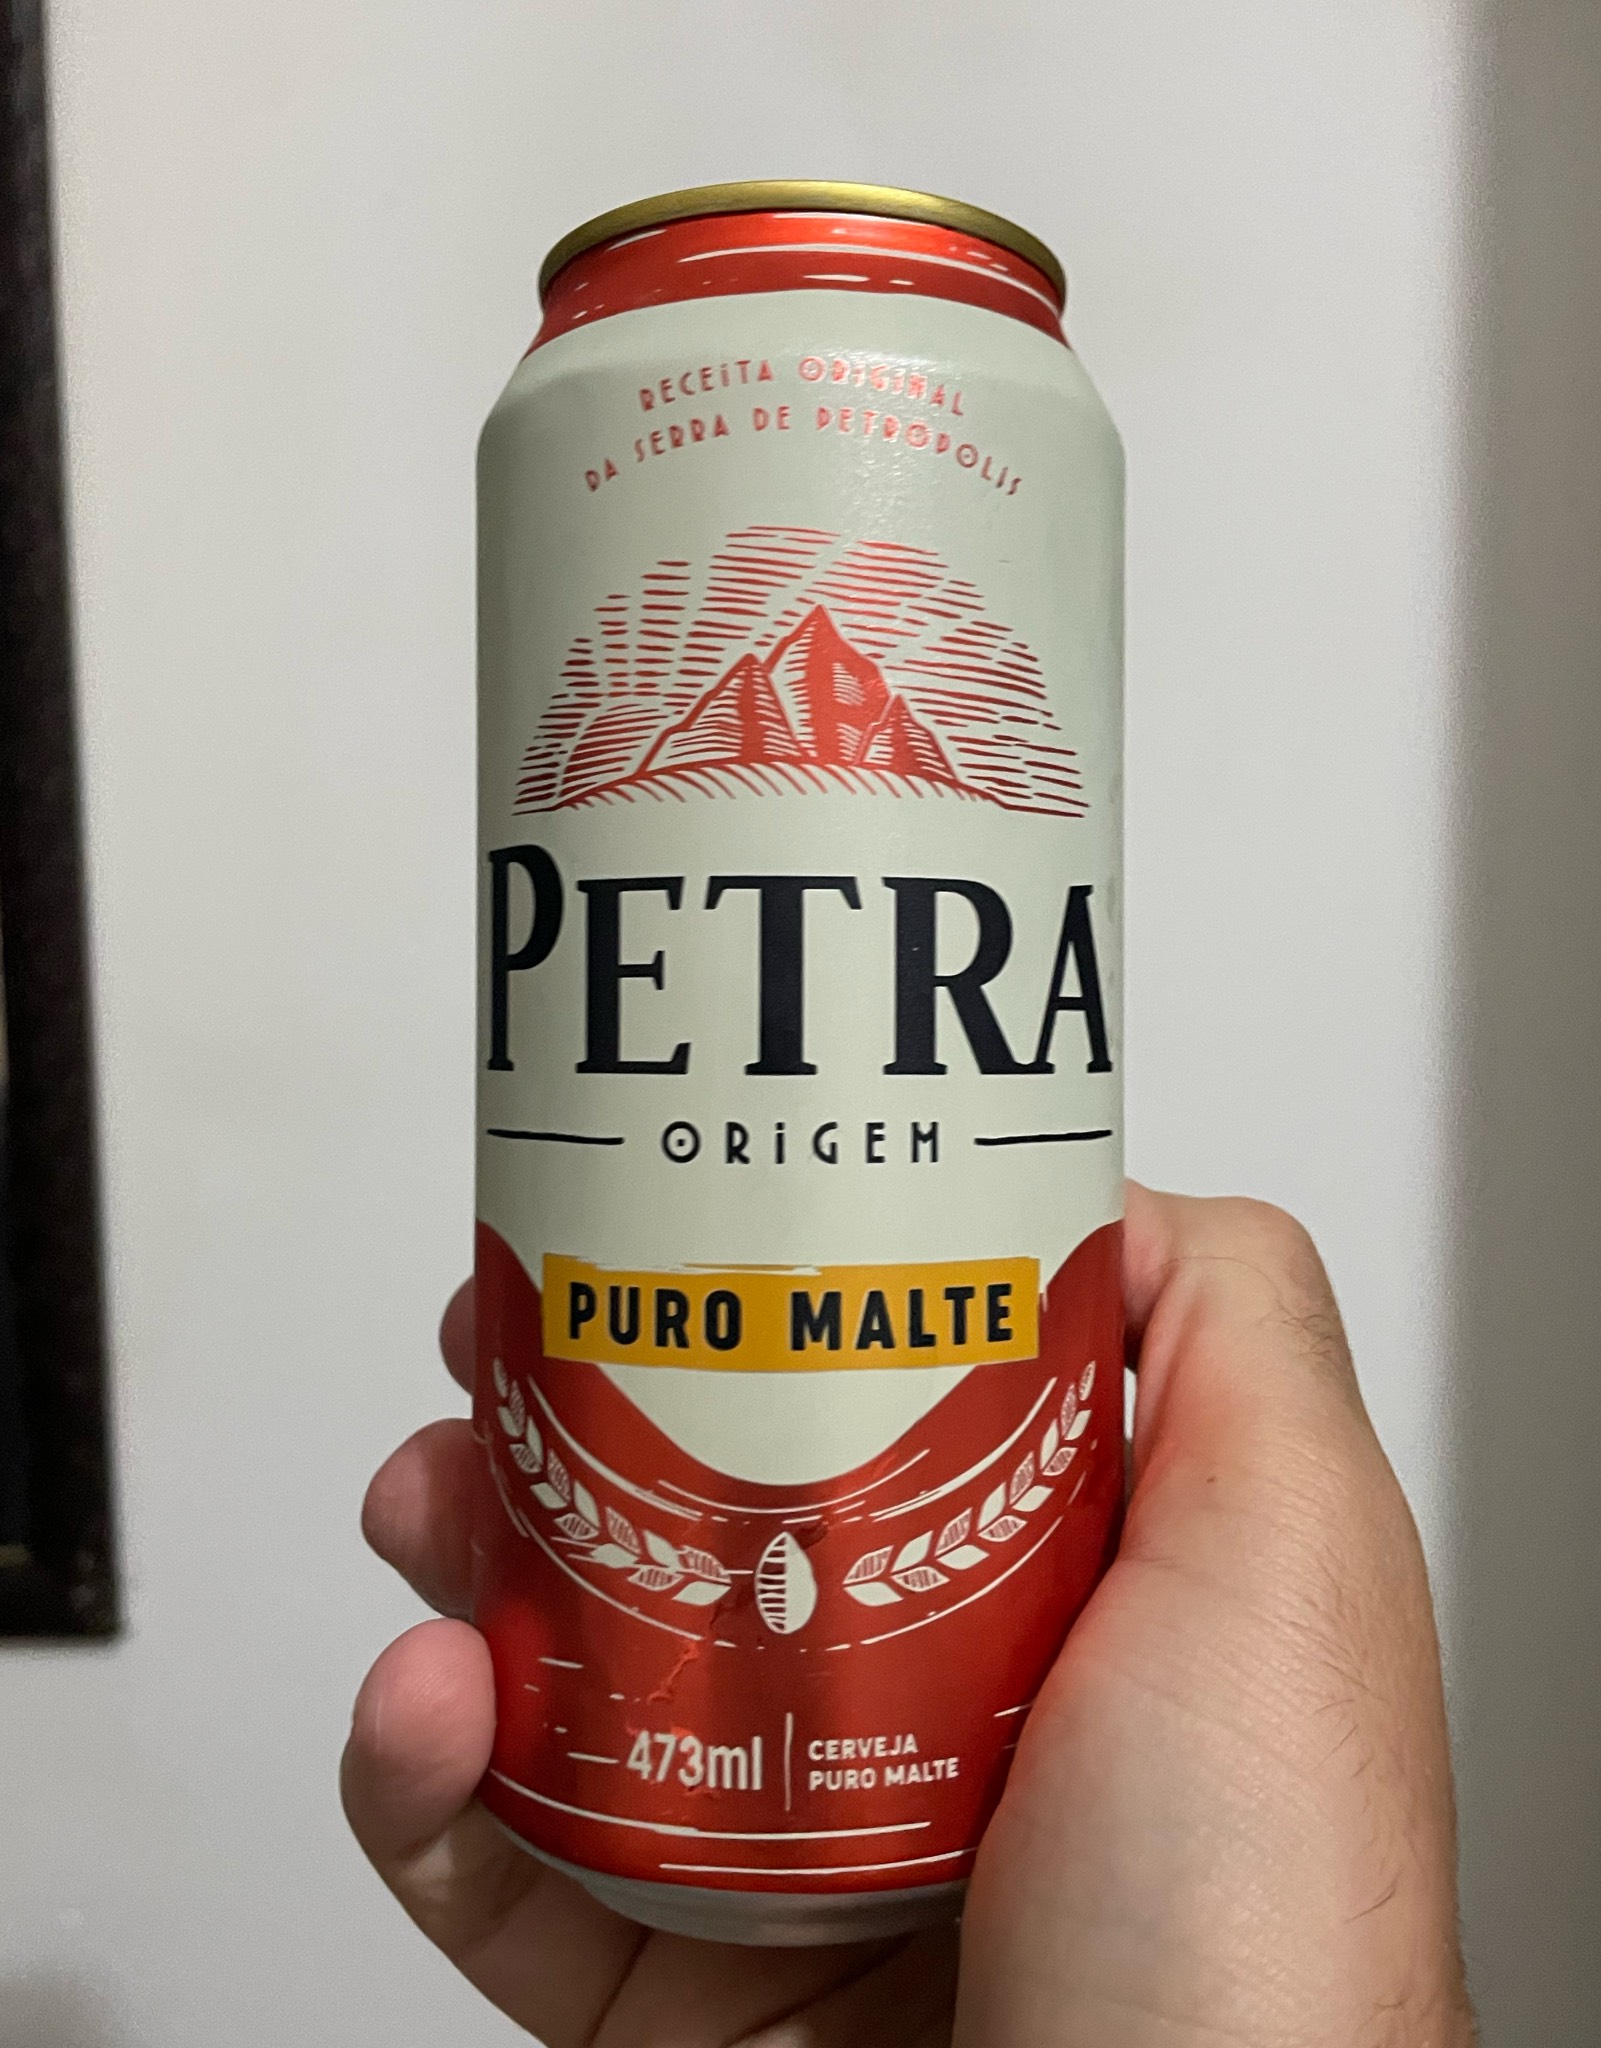 RECEITA ORIGINAL
DA SERRA DE PETRÓPOLIS
PETRA
ORIGEM
PURO MALTE
473ml
CERVEJA
PURO MALTE